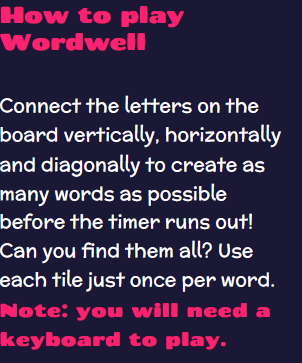 How to play
Wordwell
Connect the letters on the
board vertically, horizontally
and diagonally to create as
many words as possible
before the timer runs out!
Can you find them all? Use
each tile just once per word.
Note: you will need a
keyboard to play.